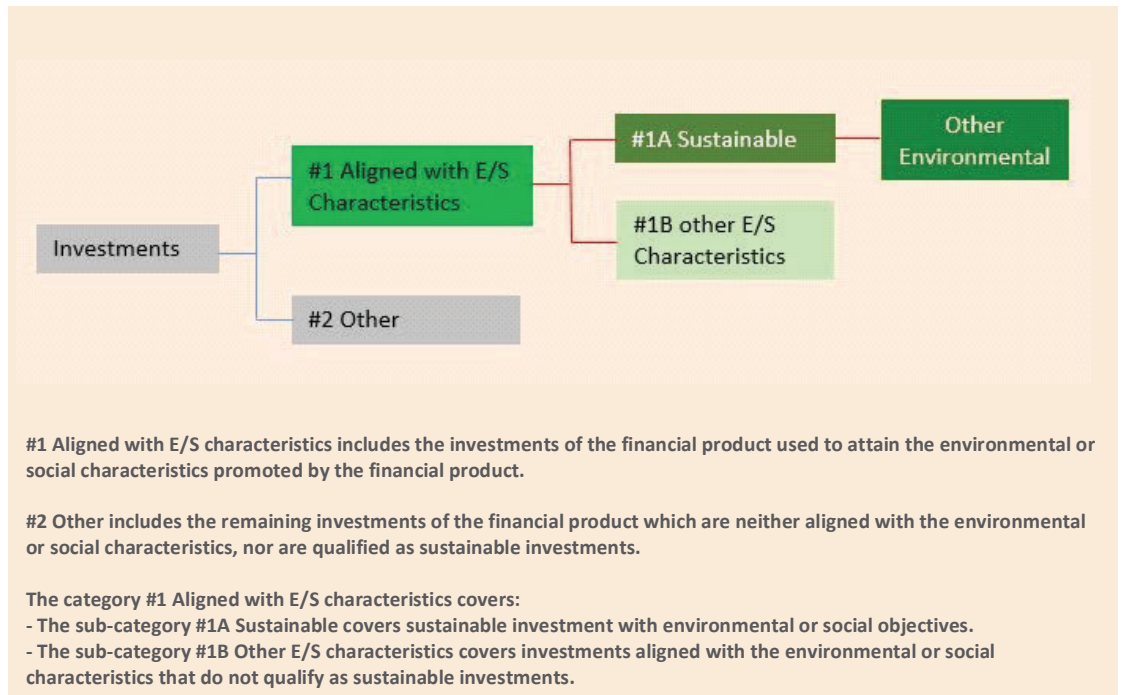 Other
Environmental
#1A Sustainable
#1 Aligned with E/S
Characteristics
#1B other E/S
Characteristics
Investments
#2 Other
#1 Aligned with E/S characteristics includes the investments of the financial product used to attain the environmental or
social characteristics promoted by the financial product.
#2 Other includes the remaining investments of the financial product which are neither aligned with the environmental
or social characteristics, nor are qualified as sustainable investments.
The category #1 Aligned with E/S characteristics covers:
- The sub-category #1A Sustainable covers sustainable investment with environmental or social objectives.
- The sub-category #1B Other E/S characteristics covers investments aligned with the environmental or social
characteristics that do not qualify as sustainable investments.